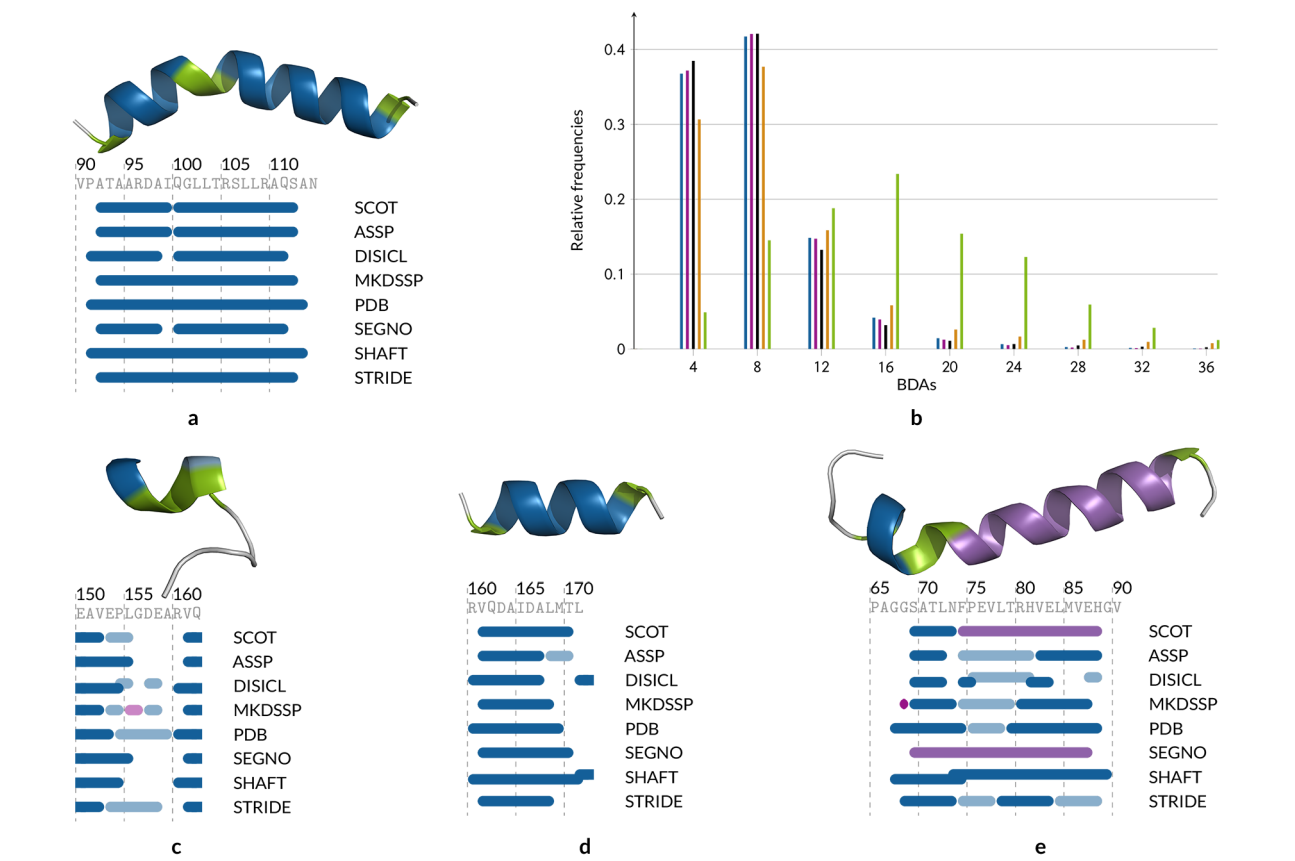 90 95 100 105 110
VPATAARDAIQGLLTRSLLRAQSAN
SCOT
ASSP
DISICL
MKDSSP
PDB
SEGNO
SHAFT
STRIDE
a
Relative frequencies
0.4
0.3
0.2
0.1
0
4 8 12 16 20 24 28 32 36
BDAs
b
150 155 160
EAVEPLGDEARVQ
SCOT
ASSP
DISICL
MKDSSP
PDB
SEGNO
SHAFT
STRIDE
c
160 165 170
RVQDAIDALMTL
SCOT
ASSP
DISICL
MKDSSP
PDB
SEGNO
SHAFT
STRIDE
d
65 70 75 80 85 90
PAGGSATLNFPEVLTRHVELMVEHGV
SCOT
ASSP
DISICL
MKDSSP
PDB
SEGNO
SHAFT
STRIDE
e